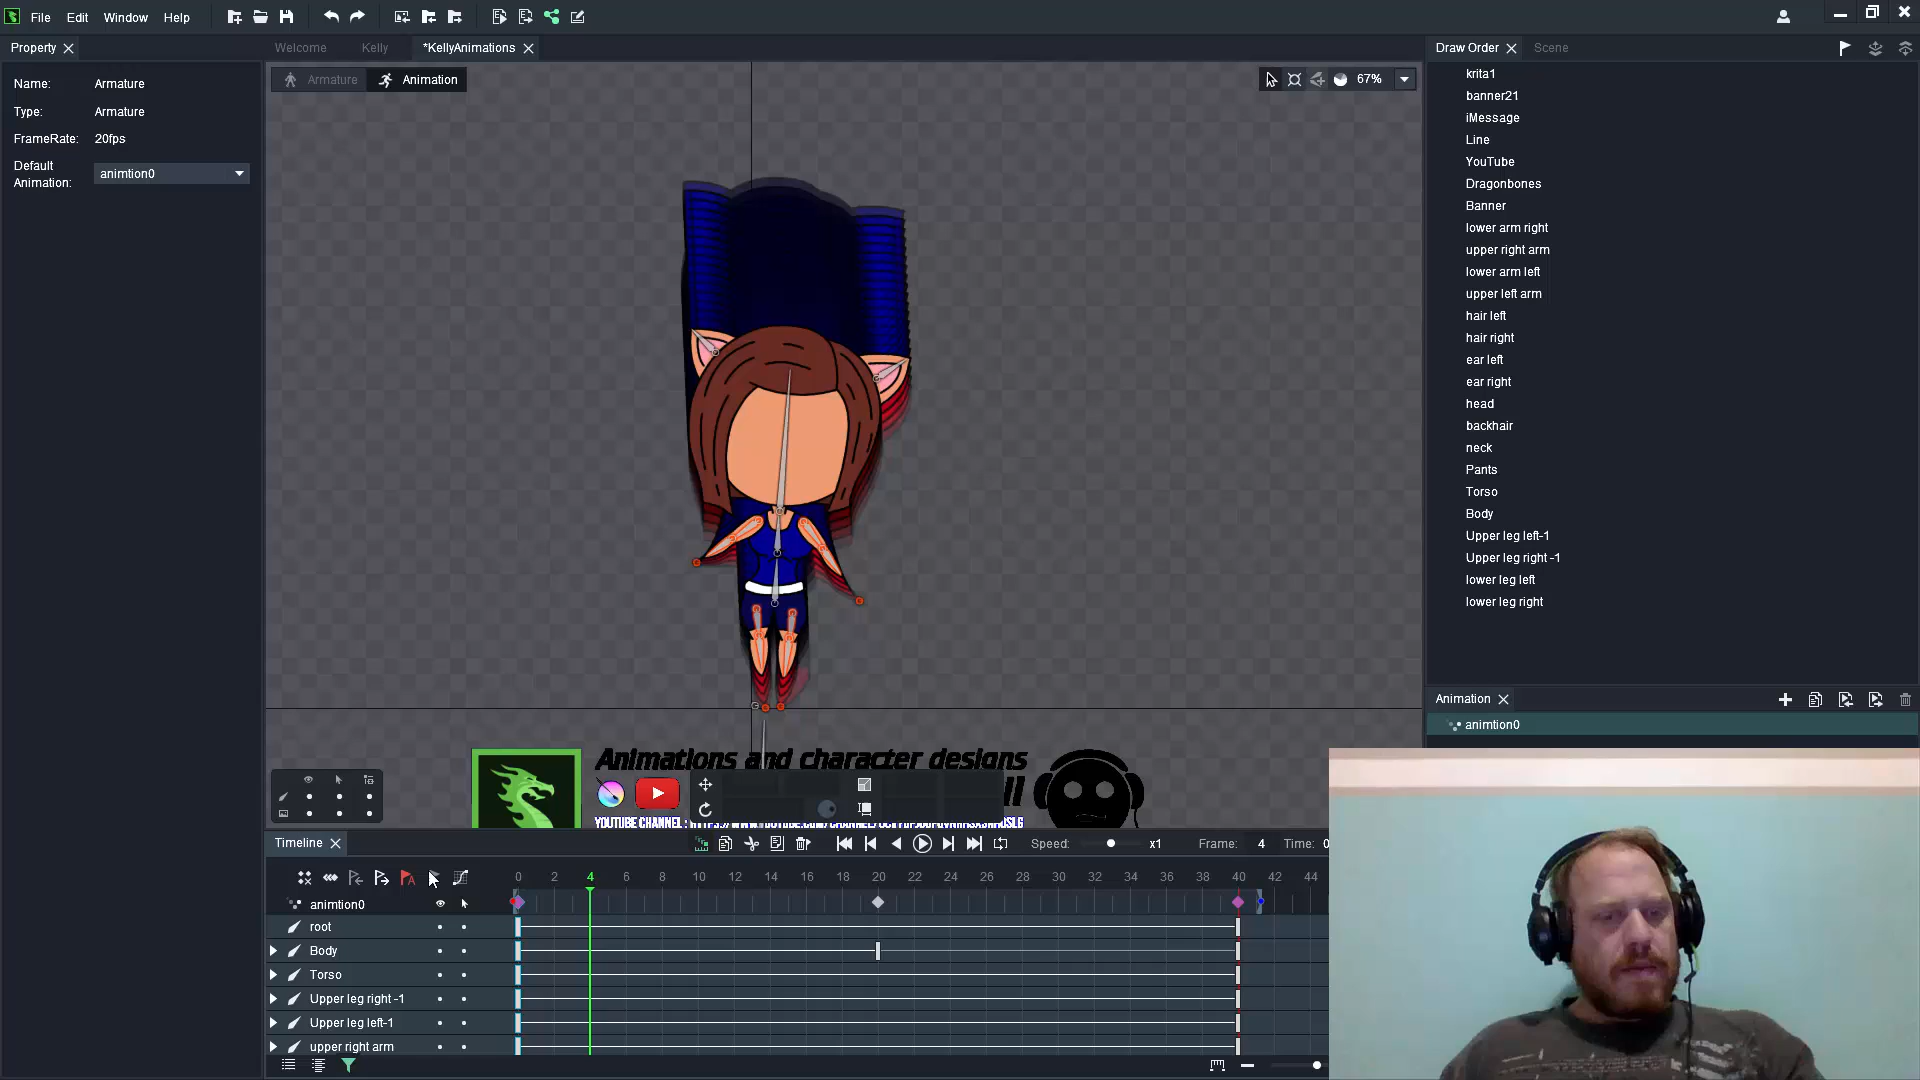 File Edit Window Help
Property
Welcome Kelly *KellyAnimations
Draw Order Scene
Name: Armature
Type: Armature
FrameRate: 20fps
Default Animation: animtion0
Armature Animation
67%
krita1
banner21
iMessage
Line
YouTube
Dragonbones
Banner
lower arm right
upper right arm
lower arm left
upper left arm
hair left
hair right
ear left
ear right
head
backhair
neck
Pants
Torso
Body
Upper leg left-1
Upper leg right -1
lower leg left
lower leg right
Animation
animtion0
Animations and character designs
YOUTUBE CHANNEL :
Timeline
Speed: x1 Frame: 4 Time: 0
0 2 4 6 8 10 12 14 16 18 20 22 24 26 28 30 32 34 36 38 40 42 44
animtion0
root
Body
Torso
Upper leg right -1
Upper leg left-1
upper right arm